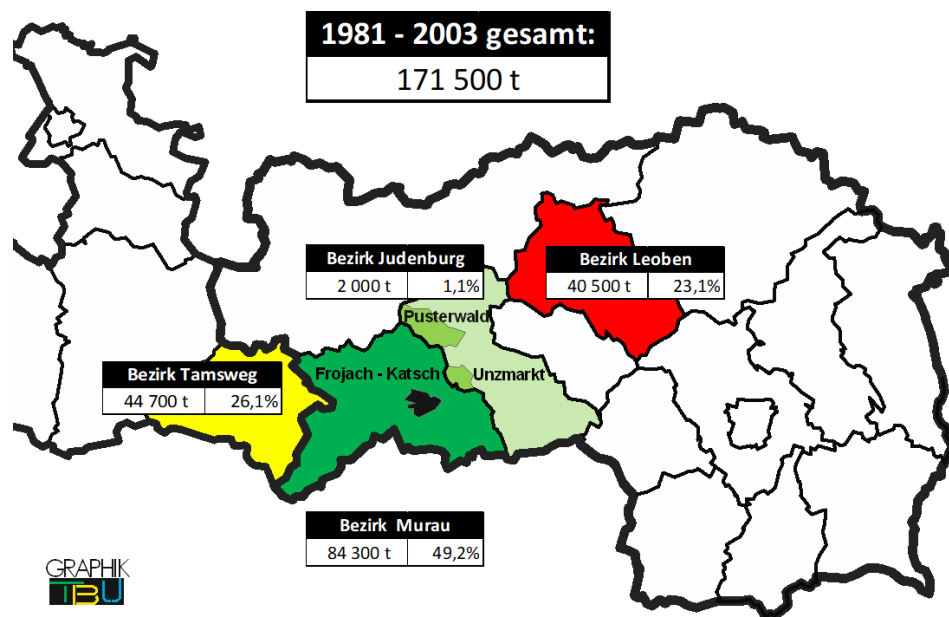 1981 - 2003 gesamt:
171 500 t
Bezirk Judenburg
2 000 t 1,1%
Bezirk Leoben
40 500 t 23,1%
Pusterwald
Bezirk Tamsweg
44 700 t 26,1%
Frojach - Katsch
Unzmarkt
Bezirk Murau
84 300 t 49,2%
GRAPHIK
TBU